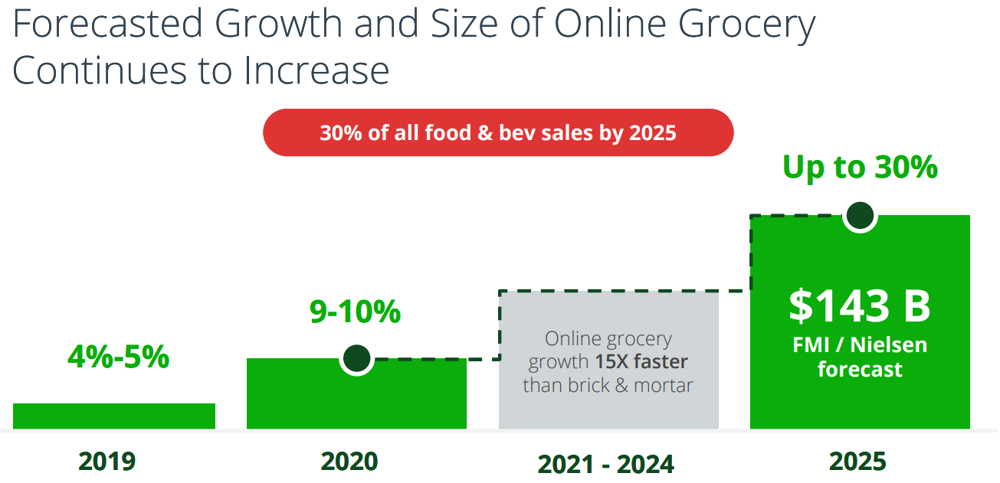 Forecasted Growth and Size of Online Grocery
Continues to Increase
30% of all food & bev sales by 2025
Up to 30%
9-10%
4%-5%
$143 B
FMI / Nielsen
forecast
Online grocery
growth 15X faster
than brick & mortar
2019
2020
2021 - 2024
2025